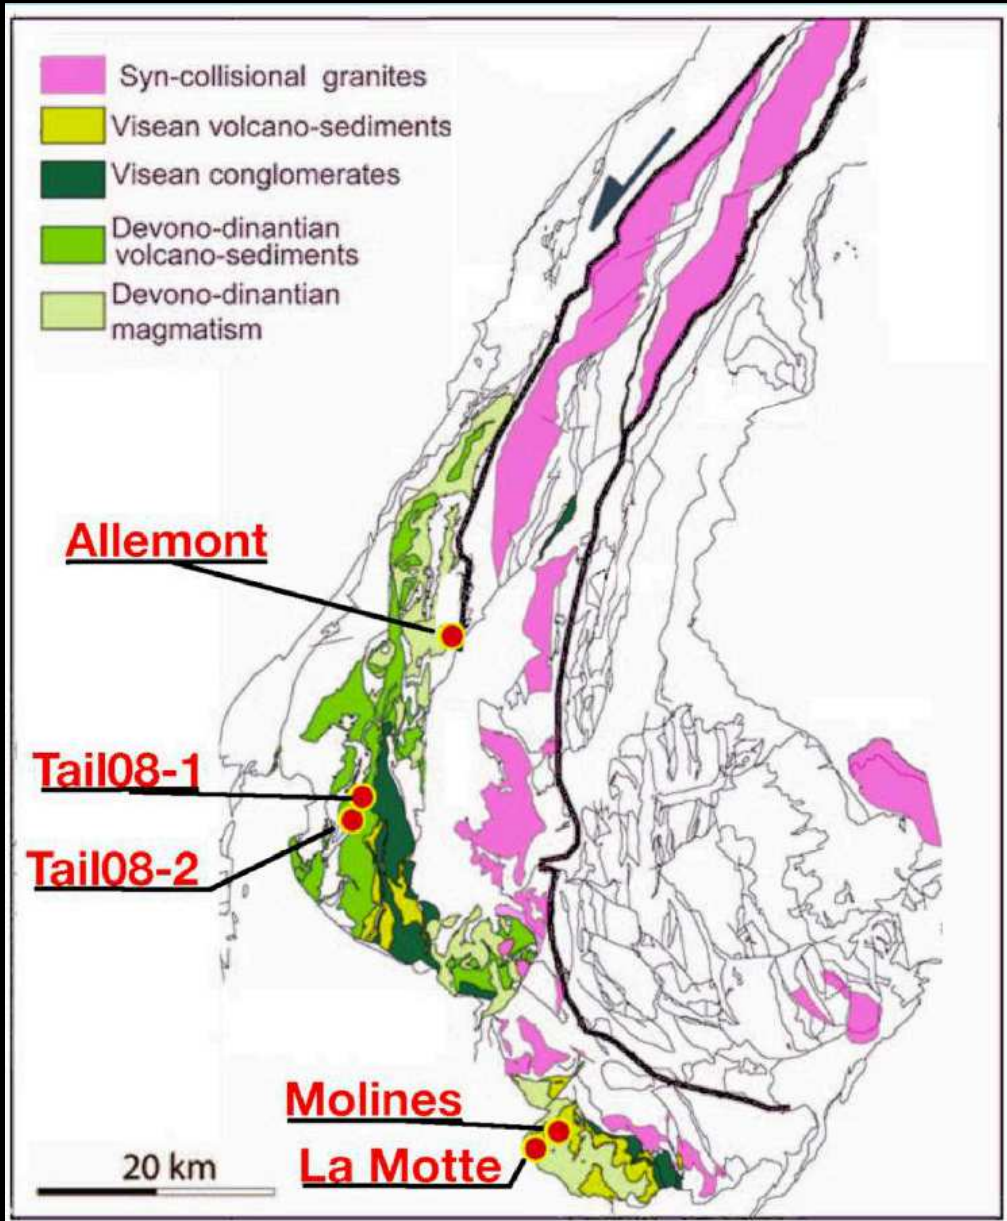 Syn-collisional granites
Visean volcano-sediments
Visean conglomerates
Devono-dinantian
volcano-sediments
Devono-dinantian
magmatism
Allemont
Tail08-1
Tail08-2
Molines
La Motte
20 km